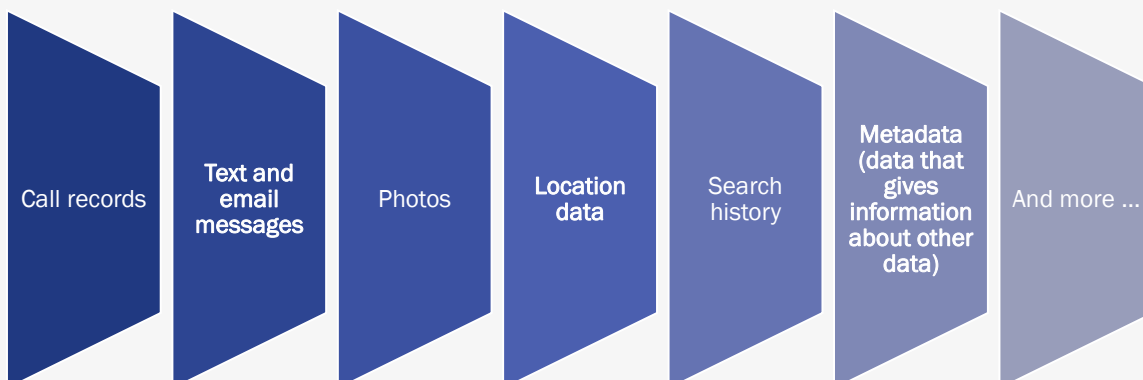 Call records
Text and
email
messages
Photos
Location
data
Search
history
Metadata
(data that
gives
information
about other
data)
And more ...